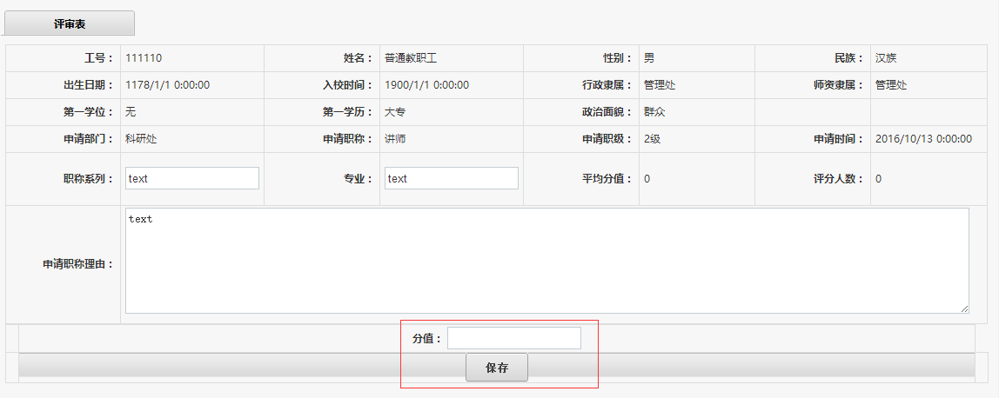 评审表
工号： 111110 姓名： 普通教职工 性别： 男 民族： 汉族
出生日期： 1178/1/1 0:00:00 入校时间： 1900/1/1 0:00:00 行政隶属： 管理处 师资隶属： 管理处
第一学位： 无 第一学历： 大专 政治面貌： 群众
申请部门： 科研处 申请职称： 讲师 申请职级： 2级 申请时间： 2016/10/13 0:00:00
职称系列： text 专业： text 平均分值： 0 评分人数： 0
申请职称理由： text
分值：
保存